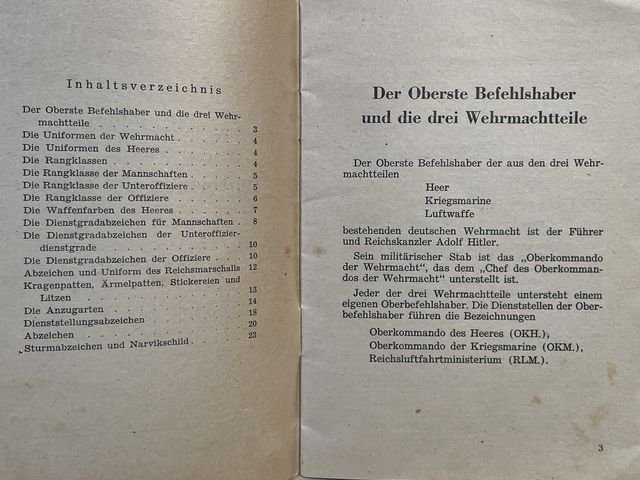 Inhaltsverzeichnis
Der Oberste Befehlshaber und die drei Wehr-
machtteile . . . . . . . . . . . 3
Die Uniformen der Wehrmacht . . . . . . 4
Die Uniformen des Heeres . . . . . . . 4
Die Rangklassen . . . . . . . . . . 4
Die Rangklasse der Mannschaften . . . . . 5
Die Rangklasse der Unteroffiziere . . . . . 5
Die Rangklasse der Offiziere . . . . . . 6
Die Waffenfarben des Heeres . . . . . . 7
Die Dienstgradabzeichen für Mannschaften . . 8
Die Dienstgradabzeichen der Unteroffizier-
dienstgrade . . . . . . . . . . . 10
Die Dienstgradabzeichen der Offiziere . . . 10
Abzeichen und Uniform des Reichsmarschalls 12
Kragenpatten, Ärmelpatten, Stickereien und
Litzen . . . . . . . . . . . . 13
Die Anzugarten . . . . . . . . . . 14
Dienststellungsabzeichen . . . . . . . 18
Abzeichen . . . . . . . . . . . 20
Sturmabzeichen und Narvikschild . . . . . 23
Der Oberste Befehlshaber
und die drei Wehrmachtteile
Der Oberste Befehlshaber der aus den drei Wehr-
machtteilen
Heer
Kriegsmarine
Luftwaffe
bestehenden deutschen Wehrmacht ist der Führer
und Reichskanzler Adolf Hitler.
Sein militärischer Stab ist das „Oberkommando
der Wehrmacht", das dem „Chef des Oberkomman-
dos der Wehrmacht" unterstellt ist.
Jeder der drei Wehrmachtteile untersteht einem
eigenen Oberbefehlshaber. Die Dienststellen der Ober-
befehlshaber führen die Bezeichnungen
Oberkommando des Heeres (OKH.),
Oberkommando der Kriegsmarine (OKM.),
Reichsluftfahrtministerium (RLM.).
3